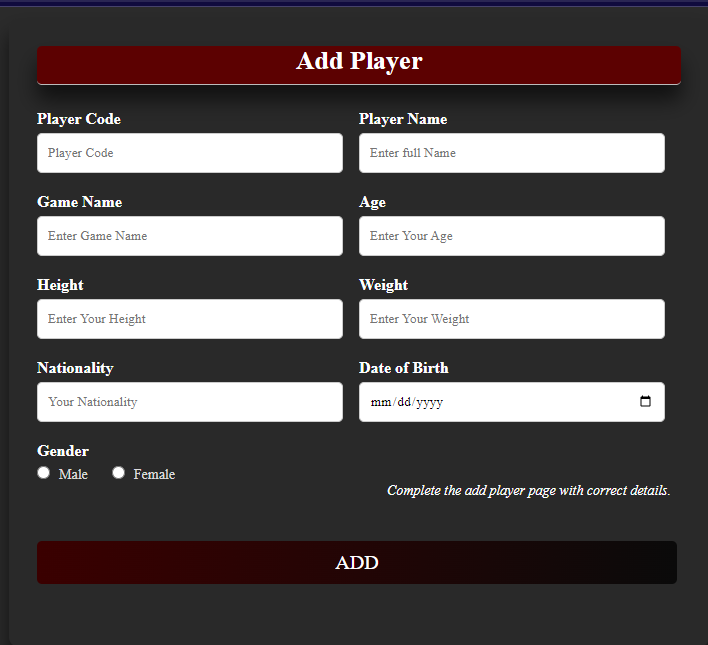 Add Player
Player Code Player Name
Player Code Enter full Name
Game Name Age
Enter Game Name Enter Your Age
Height Weight
Enter Your Height Enter Your Weight
Nationality Date of Birth
Your Nationality mm/dd/yyyy
Gender
Male Female
Complete the add player page with correct details.
ADD